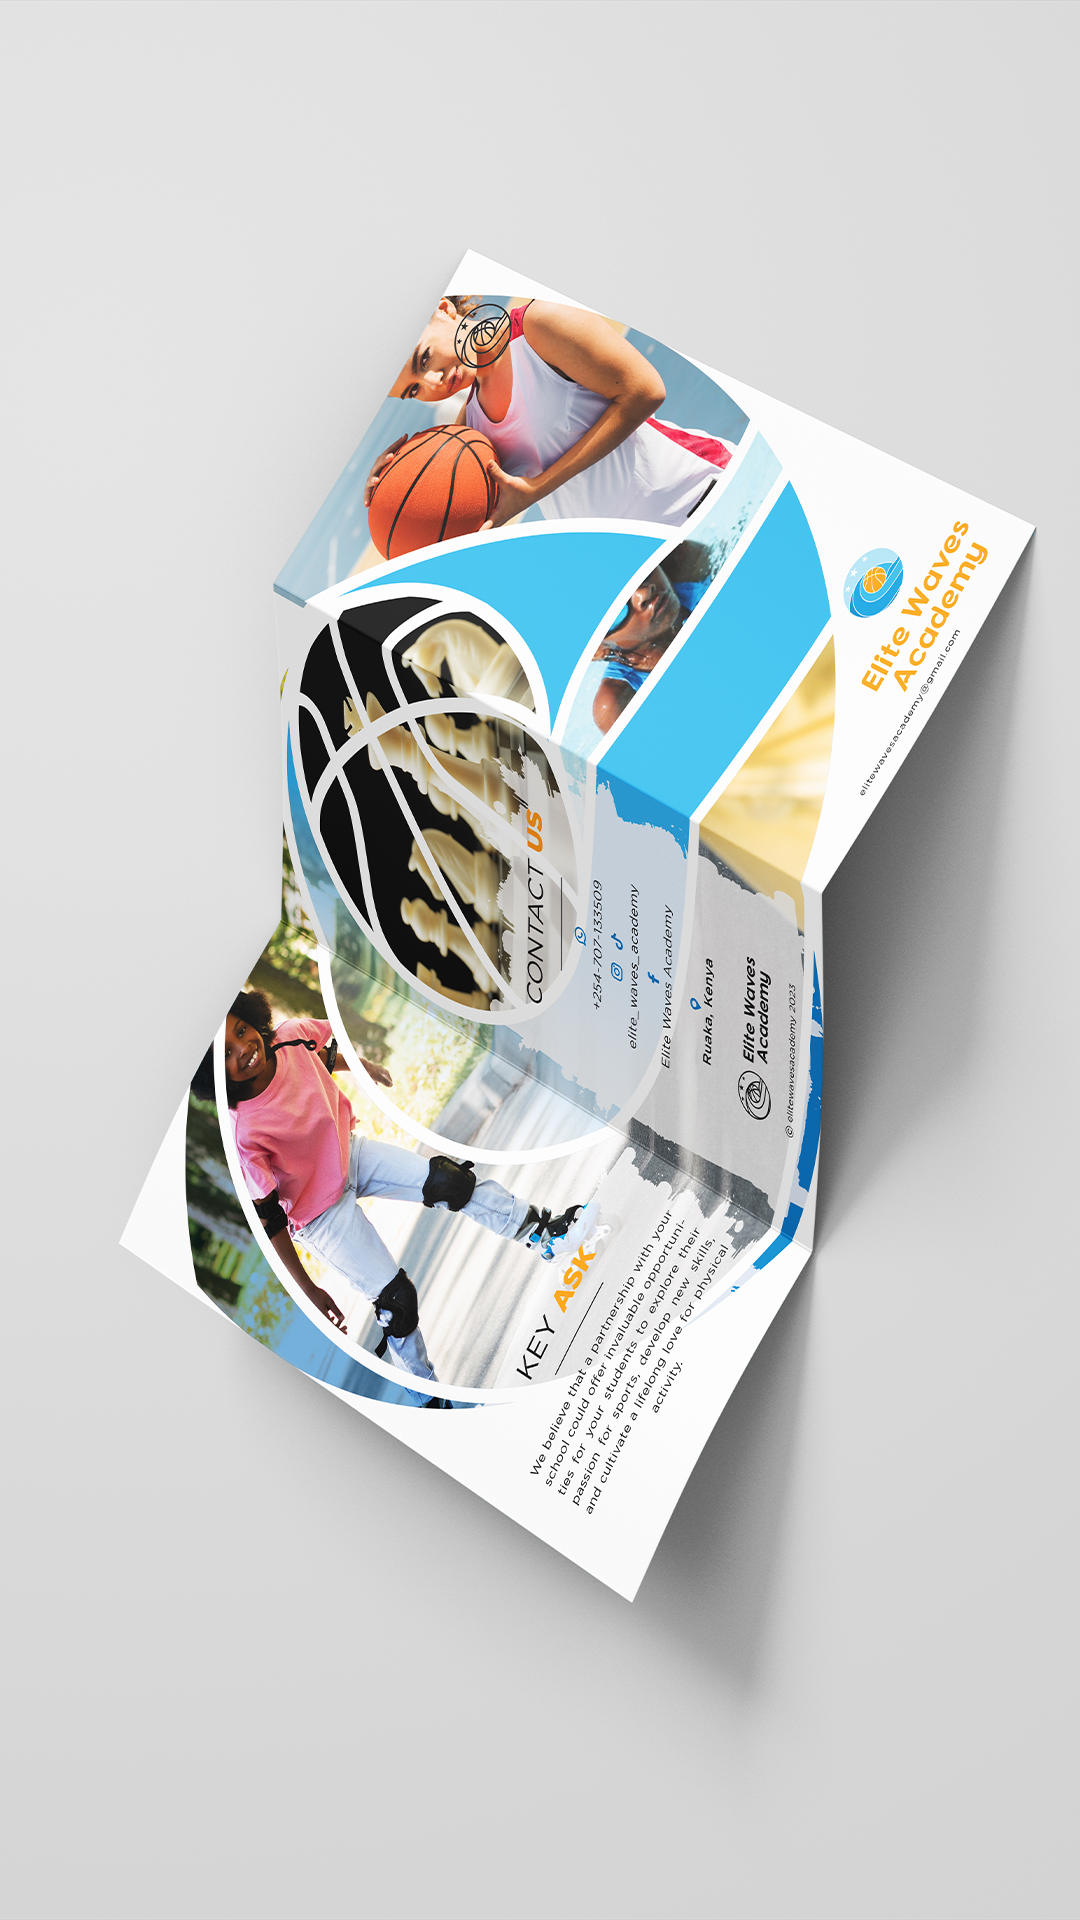 KEY ASK
We believe that a partnership with your
school could offer invaluable opportuni-
ties for your students to explore their
passion for sports, develop new skills,
and cultivate a lifelong love for physical
activity.
CONTACT US
+254-707-133509
elite_waves_academy
Elite Waves Academy
Ruaka, Kenya
Elite Waves
Academy
© elitewavesacademy 2023
Elite Waves
Academy
elitewavesacademy@gmail.com